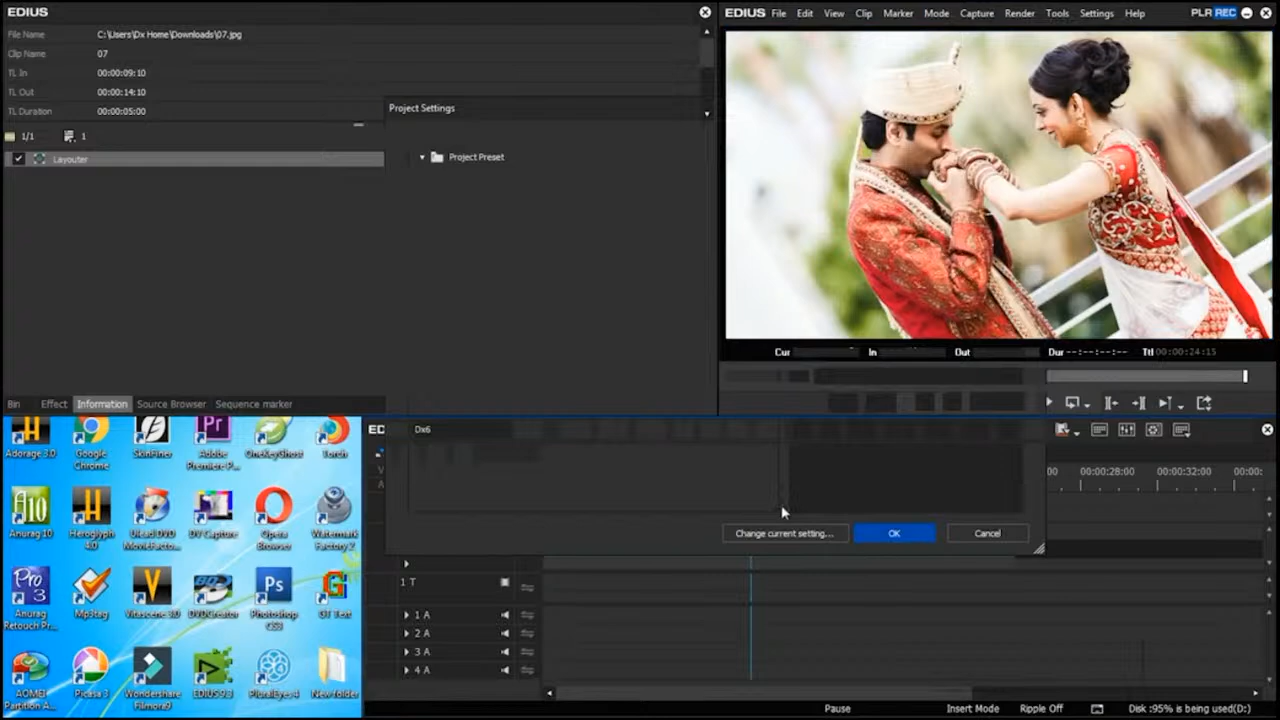 EDIUS
File Name C:\Users\Dx Home\Downloads\07.jpg
Clip Name 07
TL In 00:00:09:10
TL Out 00:00:14:10
TL Duration 00:00:05:00
1/1 1
Layouter
Project Settings
Project Preset
Bin Effect Information Source Browser Sequence marker
EDIUS File Edit View Clip Marker Mode Capture Render Tools Settings Help PLR REC
Cur In Out Dur --:--:--:-- Ttl 00:00:24:15
Adorage 3.0
Google Chrome
SkinFiner
Adobe Premiere P...
OneKeyGhost
Torch
Anurag 10
Heroglyph 4.0
Ulead DVD MovieFacto...
DV Capture
Opera Browser
Watermark Factory 2
Anurag Retouch Pr...
Mp3tag
Vitascene 3.0
DVDCreator
Photoshop CS3
GT Text
AOMEI Partition A...
Picasa 3
Wondershare Filmora9
EDIUS 9.3
PluralEyes 4
New folder
Dx6
00 00:00:28:00 00:00:32:00 00:00:
Change current setting... OK Cancel
1 T
1 A
2 A
3 A
4 A
Pause Insert Mode Ripple Off Disk :95% is being used(D:)